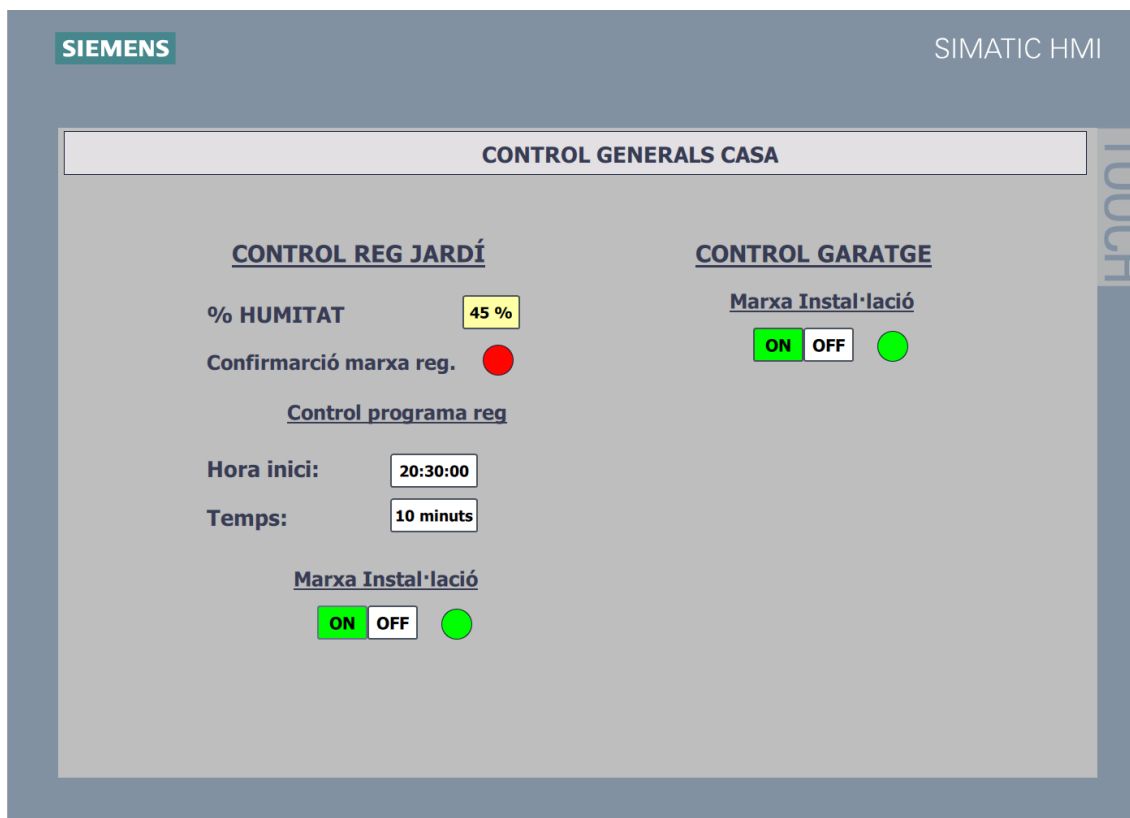 SIEMENS
SIMATIC HMI
TOUCH
CONTROL GENERALS CASA
CONTROL REG JARDÍ
% HUMITAT
45 %
Confirmarció marxa reg.
Control programa reg
Hora inici:
20:30:00
Temps:
10 minuts
Marxa Instal·lació
ON OFF
CONTROL GARATGE
Marxa Instal·lació
ON OFF